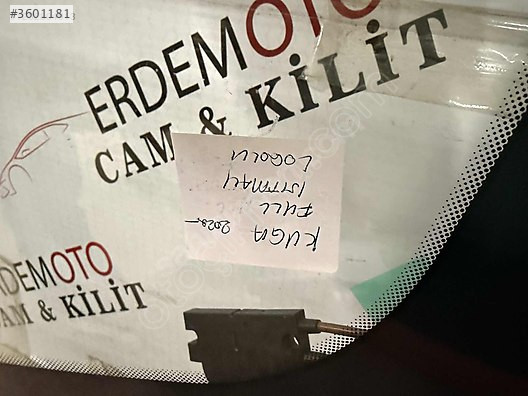 #3601181
ERDEMOTO
CAM & KİLİT
KUGA 2020-
FULL
ISITMALI
LOGOLU
RDEMOTO
AM & KİLİT